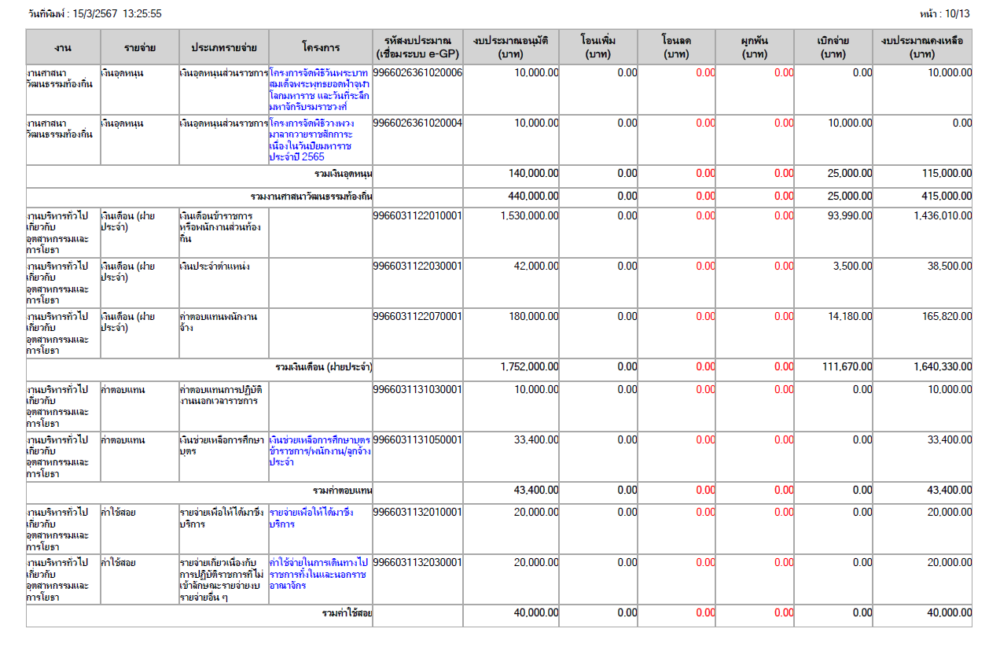 วันที่พิมพ์ : 15/3/2567 13:25:55
หน้า : 10/13
งาน รายจ่าย ประเภทรายจ่าย โครงการ รหัสงบประมาณ (เชื่อมระบบ e-GP) งบประมาณอนุมัติ (บาท) โอนเพิ่ม (บาท) โอนลด (บาท) ผูกพัน (บาท) เบิกจ่าย (บาท) งบประมาณคงเหลือ (บาท)
งานศาสนา เงินอุดหนุน เงินอุดหนุนส่วนราชการ โครงการจัดพิธีวันพระบาท 9966026361020006 10,000.00 0.00 0.00 0.00 0.00 10,000.00
วัฒนธรรมท้องถิ่น สมเด็จพระพุทธยอดฟ้าจุฬา
โลกมหาราช และวันที่ระลึก
มหาจักรีบรมราชวงศ์
งานศาสนา เงินอุดหนุน เงินอุดหนุนส่วนราชการ โครงการจัดพิธีวางพวง 9966026361020004 10,000.00 0.00 0.00 0.00 10,000.00 0.00
วัฒนธรรมท้องถิ่น มาลาถวายราชสักการะ
เนื่องในวันปิยมหาราช
ประจำปี 2565
รวมเงินอุดหนุน 140,000.00 0.00 0.00 0.00 25,000.00 115,000.00
รวมงานศาสนาวัฒนธรรมท้องถิ่น 440,000.00 0.00 0.00 0.00 25,000.00 415,000.00
งานบริหารทั่วไป เงินเดือน (ฝ่าย เงินเดือนข้าราชการ 9966031122010001 1,530,000.00 0.00 0.00 0.00 93,990.00 1,436,010.00
เกี่ยวกับ ประจำ) หรือพนักงานส่วนท้อง
อุตสาหกรรมและ ถิ่น
การโยธา
งานบริหารทั่วไป เงินเดือน (ฝ่าย เงินประจำตำแหน่ง 9966031122030001 42,000.00 0.00 0.00 0.00 3,500.00 38,500.00
เกี่ยวกับ ประจำ)
อุตสาหกรรมและ
การโยธา
งานบริหารทั่วไป เงินเดือน (ฝ่าย ค่าตอบแทนพนักงาน 9966031122070001 180,000.00 0.00 0.00 0.00 14,180.00 165,820.00
เกี่ยวกับ ประจำ) จ้าง
อุตสาหกรรมและ
การโยธา
รวมเงินเดือน (ฝ่ายประจำ) 1,752,000.00 0.00 0.00 0.00 111,670.00 1,640,330.00
งานบริหารทั่วไป ค่าตอบแทน ค่าตอบแทนการปฏิบัติ 9966031131030001 10,000.00 0.00 0.00 0.00 0.00 10,000.00
เกี่ยวกับ งานนอกเวลาราชการ
อุตสาหกรรมและ
การโยธา
งานบริหารทั่วไป ค่าตอบแทน เงินช่วยเหลือการศึกษา เงินช่วยเหลือการศึกษาบุตร 9966031131050001 33,400.00 0.00 0.00 0.00 0.00 33,400.00
เกี่ยวกับ บุตร ข้าราชการ/พนักงาน/ลูกจ้าง
อุตสาหกรรมและ ประจำ
การโยธา
รวมค่าตอบแทน 43,400.00 0.00 0.00 0.00 0.00 43,400.00
งานบริหารทั่วไป ค่าใช้สอย รายจ่ายเพื่อให้ได้มาซึ่ง รายจ่ายเพื่อให้ได้มาซึ่ง 9966031132010001 20,000.00 0.00 0.00 0.00 0.00 20,000.00
เกี่ยวกับ บริการ บริการ
อุตสาหกรรมและ
การโยธา
งานบริหารทั่วไป ค่าใช้สอย รายจ่ายเกี่ยวเนื่องกับ ค่าใช้จ่ายในการเดินทางไป 9966031132030001 20,000.00 0.00 0.00 0.00 0.00 20,000.00
เกี่ยวกับ การปฏิบัติราชการที่ไม่ ราชการทั้งในและนอกราช
อุตสาหกรรมและ เข้าลักษณะรายจ่ายงบ อาณาจักร
การโยธา รายจ่ายอื่น ๆ
รวมค่าใช้สอย 40,000.00 0.00 0.00 0.00 0.00 40,000.00